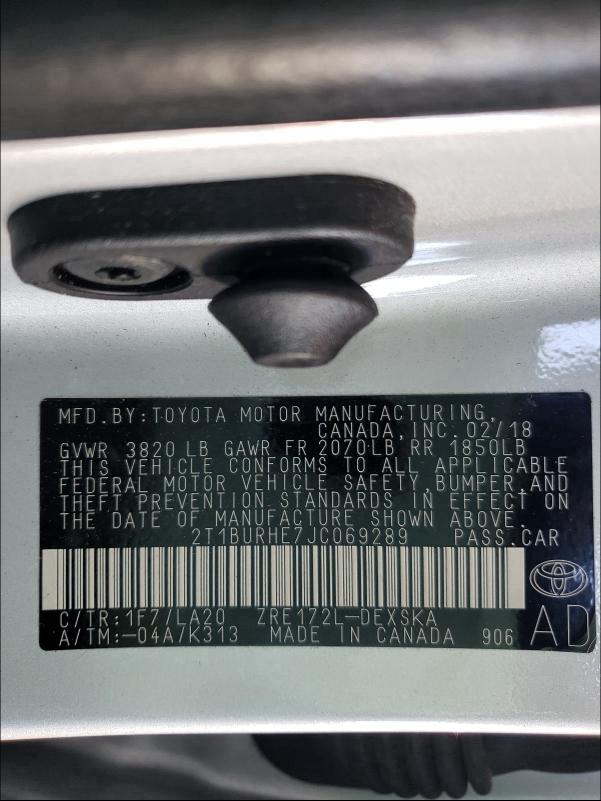 MFD. BY: TOYOTA MOTOR MANUFACTURING,
CANADA, INC. 02/18
GVWR 3820 LB GAWR FR 2070 LB RR 1850LB
THIS VEHICLE CONFORMS TO ALL APPLICABLE
FEDERAL MOTOR VEHICLE SAFETY, BUMPER, AND
THEFT PREVENTION STANDARDS IN EFFECT ON
THE DATE OF MANUFACTURE SHOWN ABOVE.
2T1BURHE7JC069289 PASS. CAR
C/TR: 1F7/LA20 ZRE172L-DEXSKA
A/TM: -04A/K313 MADE IN CANADA 906 AD